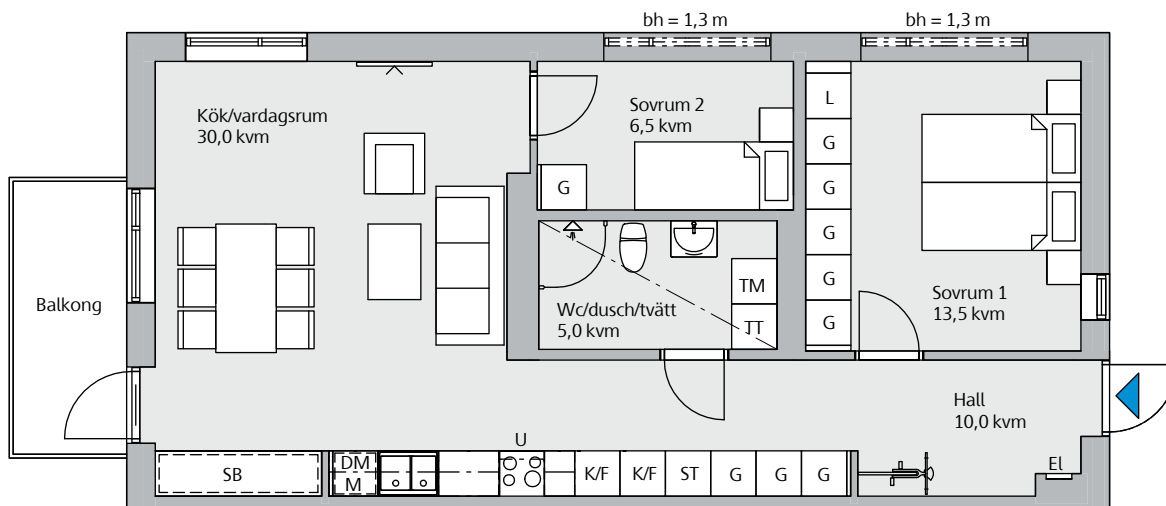 bh = 1,3 m
bh = 1,3 m
Kök/vardagsrum
30,0 kvm
Sovrum 2
6,5 kvm
G
L
G
G
G
G
G
Sovrum 1
13,5 kvm
Balkong
Wc/dusch/tvätt
5,0 kvm
TM
TT
Hall
10,0 kvm
SB
DM
M
U
K/F
K/F
ST
G
G
G
El